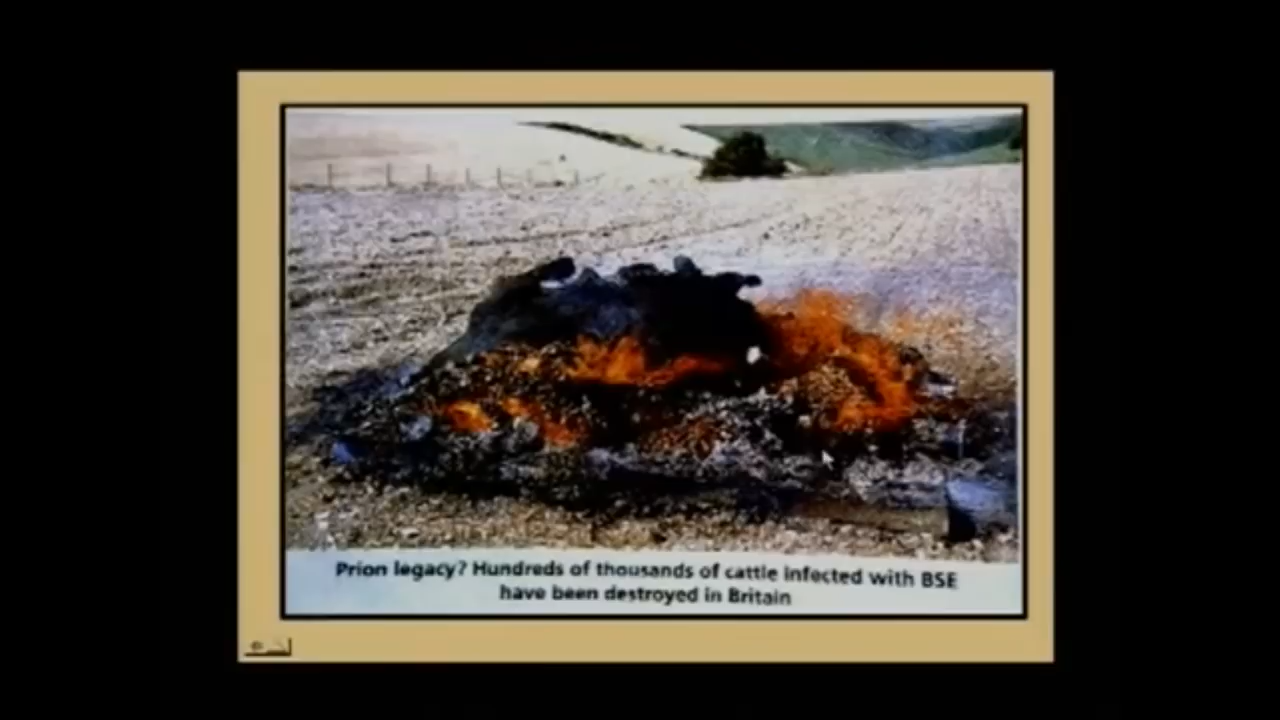 Prion legacy? Hundreds of thousands of cattle infected with BSE
have been destroyed in Britain